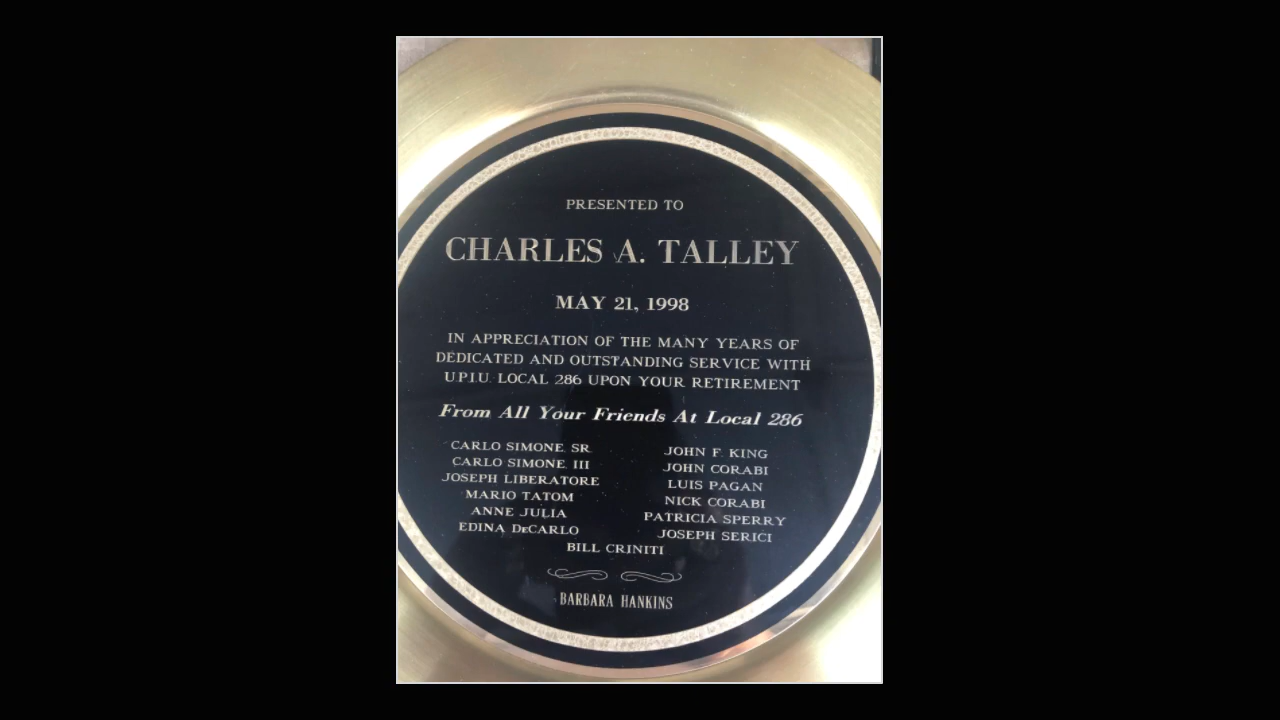 PRESENTED TO
CHARLES A. TALLEY
MAY 21, 1998
IN APPRECIATION OF THE MANY YEARS OF
DEDICATED AND OUTSTANDING SERVICE WITH
U.P.I.U. LOCAL 286 UPON YOUR RETIREMENT
From All Your Friends At Local 286
CARLO SIMONE SR.
CARLO SIMONE III
JOSEPH LIBERATORE
MARIO TATOM
ANNE JULIA
EDINA DeCARLO
JOHN F. KING
JOHN CORABI
LUIS PAGAN
NICK CORABI
PATRICIA SPERRY
JOSEPH SERICI
BILL CRINITI
BARBARA HANKINS